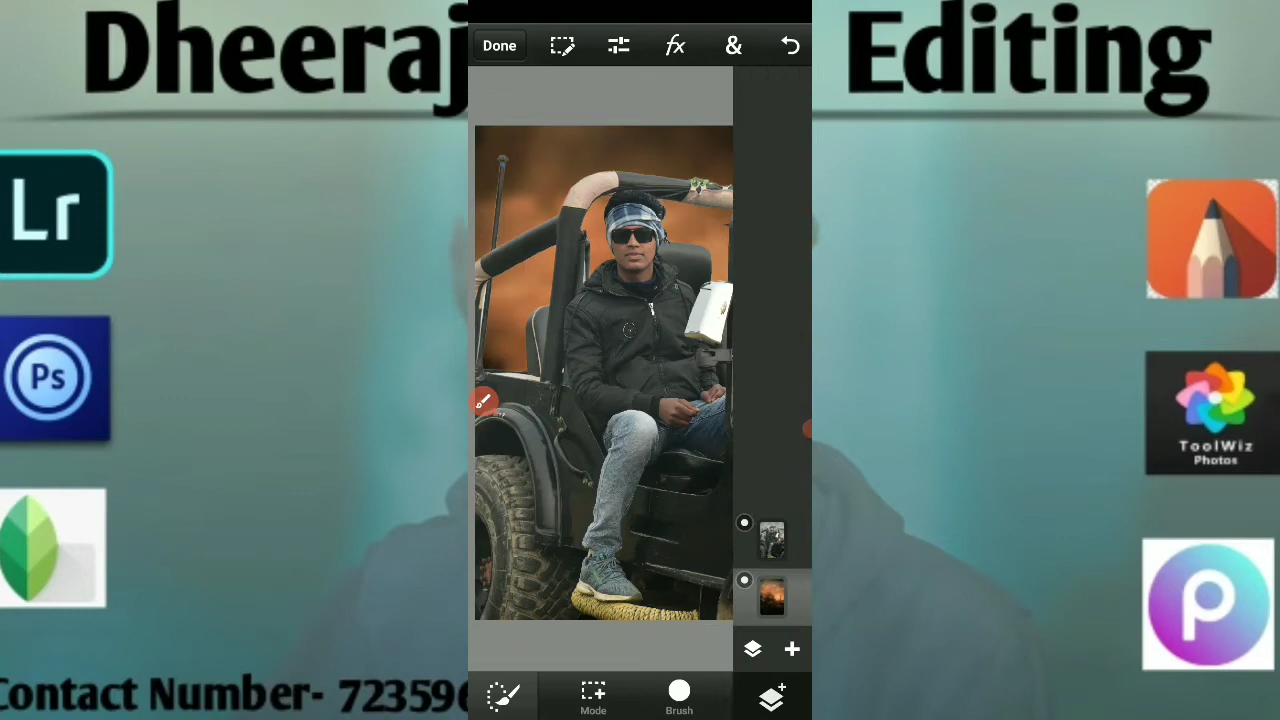 Dheeraj Editing
Done
fx
&
Lr
Ps
ToolWiz
Photos
Contact Number- 72359
Mode
Brush